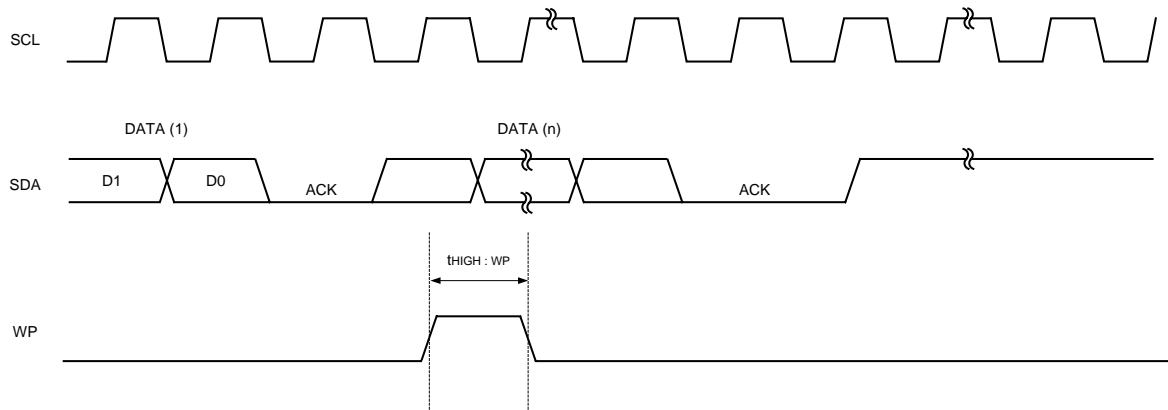 SCL
DATA (1) DATA (n)
SDA D1 D0 ACK ACK
tHIGH : WP
WP